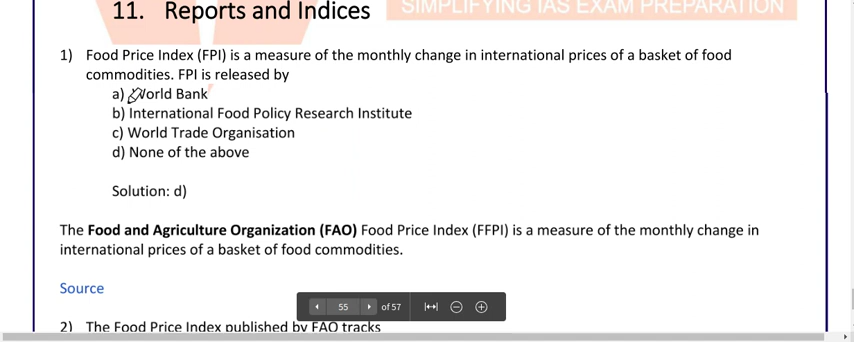 SIMPLIFYING IAS EXAM PREPARATION
11. Reports and Indices
1) Food Price Index (FPI) is a measure of the monthly change in international prices of a basket of food
commodities. FPI is released by
a) World Bank
b) International Food Policy Research Institute
c) World Trade Organisation
d) None of the above
Solution: d)
The Food and Agriculture Organization (FAO) Food Price Index (FFPI) is a measure of the monthly change in
international prices of a basket of food commodities.
Source
55 of 57
2) The Food Price Index published by FAO tracks